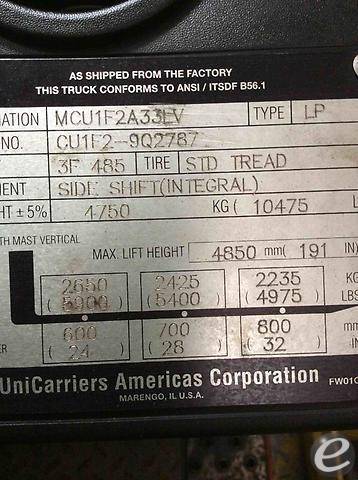 AS SHIPPED FROM THE FACTORY
THIS TRUCK CONFORMS TO ANSI / ITSDF B56.1
ATION MCU1F2A33LV TYPE LP
NO. CU1F2-9Q2787
3F 485 TIRE STD TREAD
MENT SIDE SHIFT(INTEGRAL)
HT ± 5% 4750 KG ( 10475 L
TH MAST VERTICAL
MAX. LIFT HEIGHT 4850 mm( 191 IN)
2650 2425 2235 KG
(5900) (5400) ( 4975) LBS
600 700 800 mm
ER ( 24 ) ( 28 ) ( 32 ) IN
UniCarriers Americas Corporation FW01C
MARENGO, IL U.S.A.
e